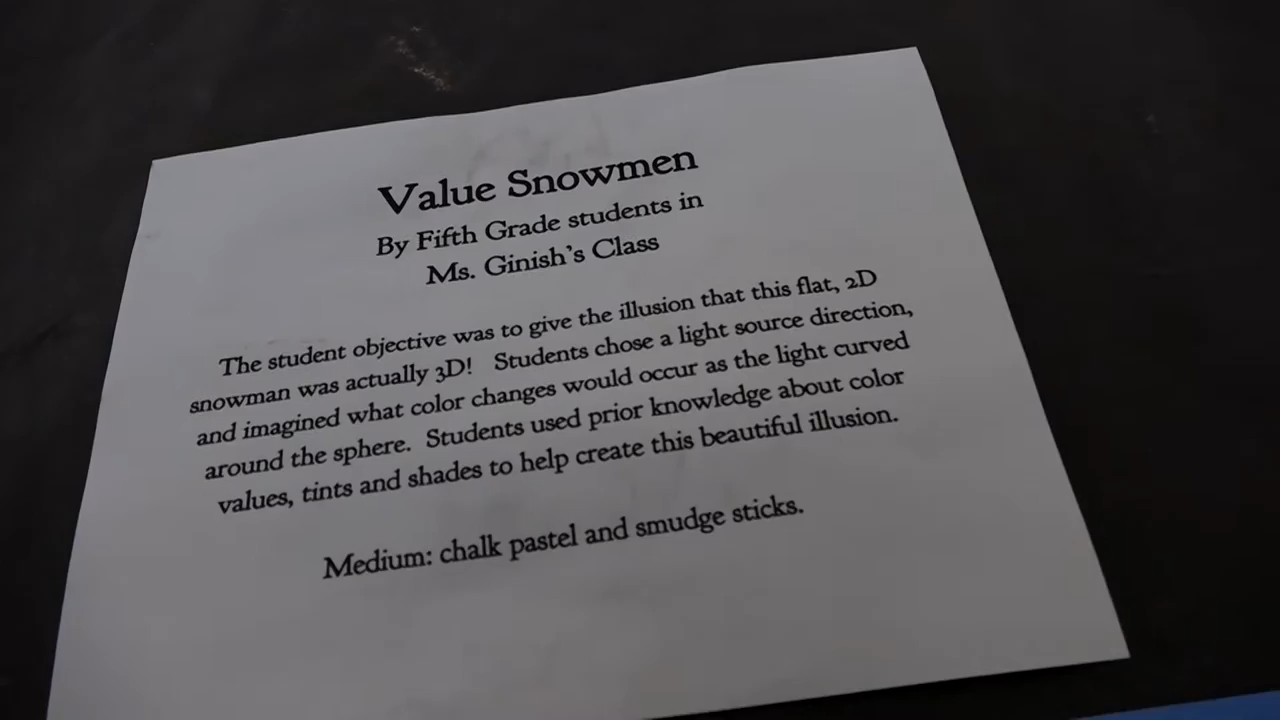 Value Snowmen
By Fifth Grade students in
Ms. Ginish's Class
The student objective was to give the illusion that this flat, 2D
snowman was actually 3D! Students chose a light source direction,
and imagined what color changes would occur as the light curved
around the sphere. Students used prior knowledge about color
values, tints and shades to help create this beautiful illusion.
Medium: chalk pastel and smudge sticks.